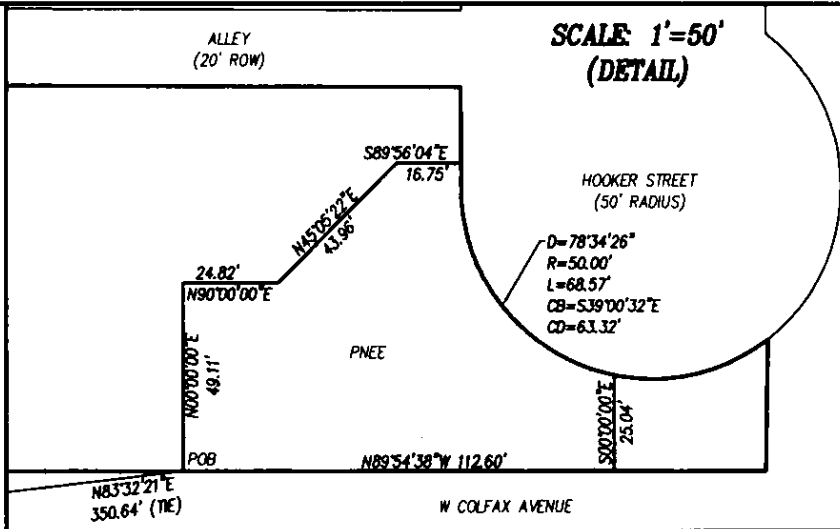 ALLEY
(20' ROW)
SCALE: 1'=50'
(DETAIL)
S89°56'04"E
16.75'
HOOKER STREET
(50' RADIUS)
N45°05'22"E
43.96'
D=78°34'26"
R=50.00'
L=68.57'
CB=S39°00'32"E
CD=63.32'
24.82'
N90°00'00"E
PNEE
N00°00'00"E
49.11'
S00°00'00"E
25.04'
POB
N89°54'38"W 112.60'
N83°32'21"E
350.64' (TIE)
W COLFAX AVENUE